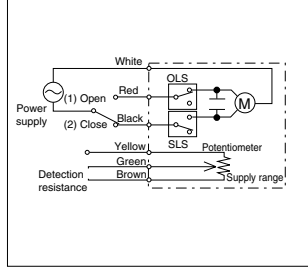 White
OLS
Red
(1) Open
M
Power
supply
Black
(2) Close
SLS
Yellow
Potentiometer
Green
Detection
resistance
Brown
Supply range